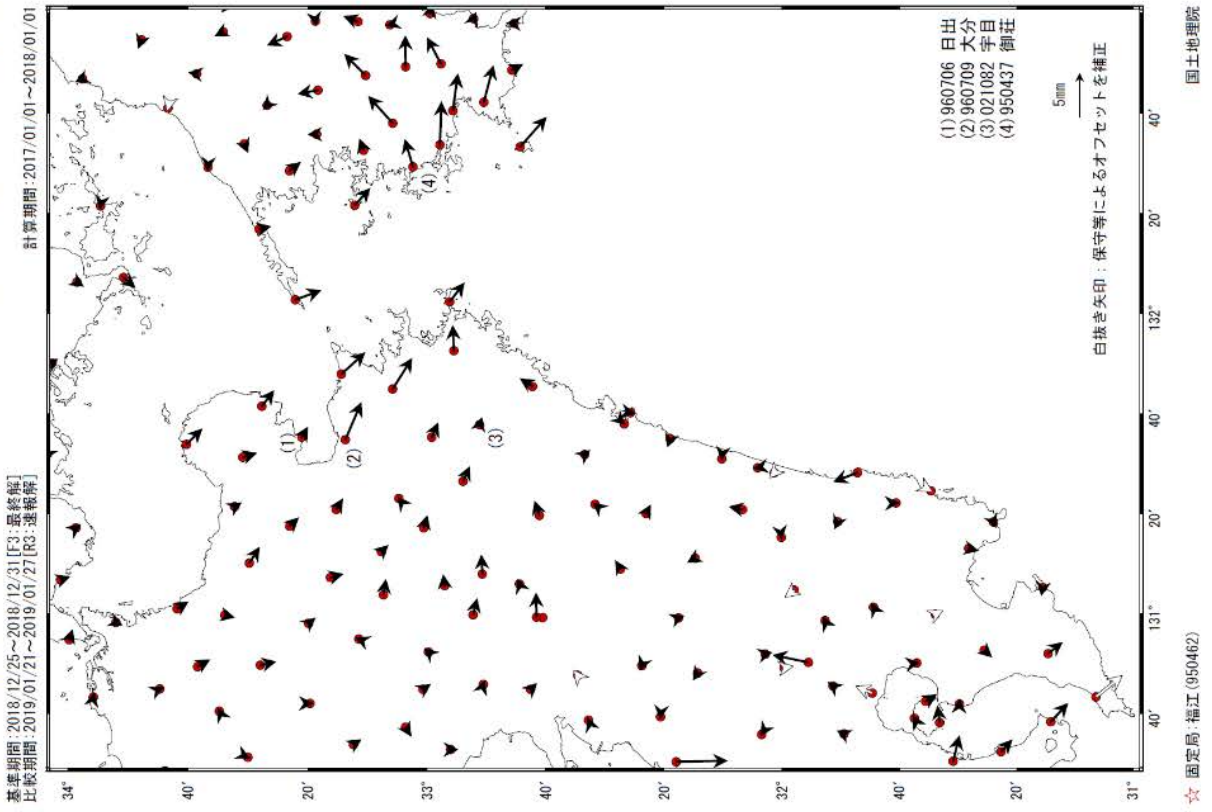 基準期間:2018/12/25~2018/12/31[F3:最終解]
比較期間:2019/01/21~2019/01/27[R3:速報解]
計算期間:2017/01/01~2018/01/01
34°
40'
20'
33°
40'
20'
32°
40'
20'
31°
40'
131°
20'
40'
132°
20'
40'
(1)
(2)
(3)
(4)
(1) 960706 日出
(2) 960709 大分
(3) 021082 宇目
(4) 950437 御荘
5mm
白抜き矢印:保守等によるオフセットを補正
☆ 固定局:福江(950462)
国土地理院